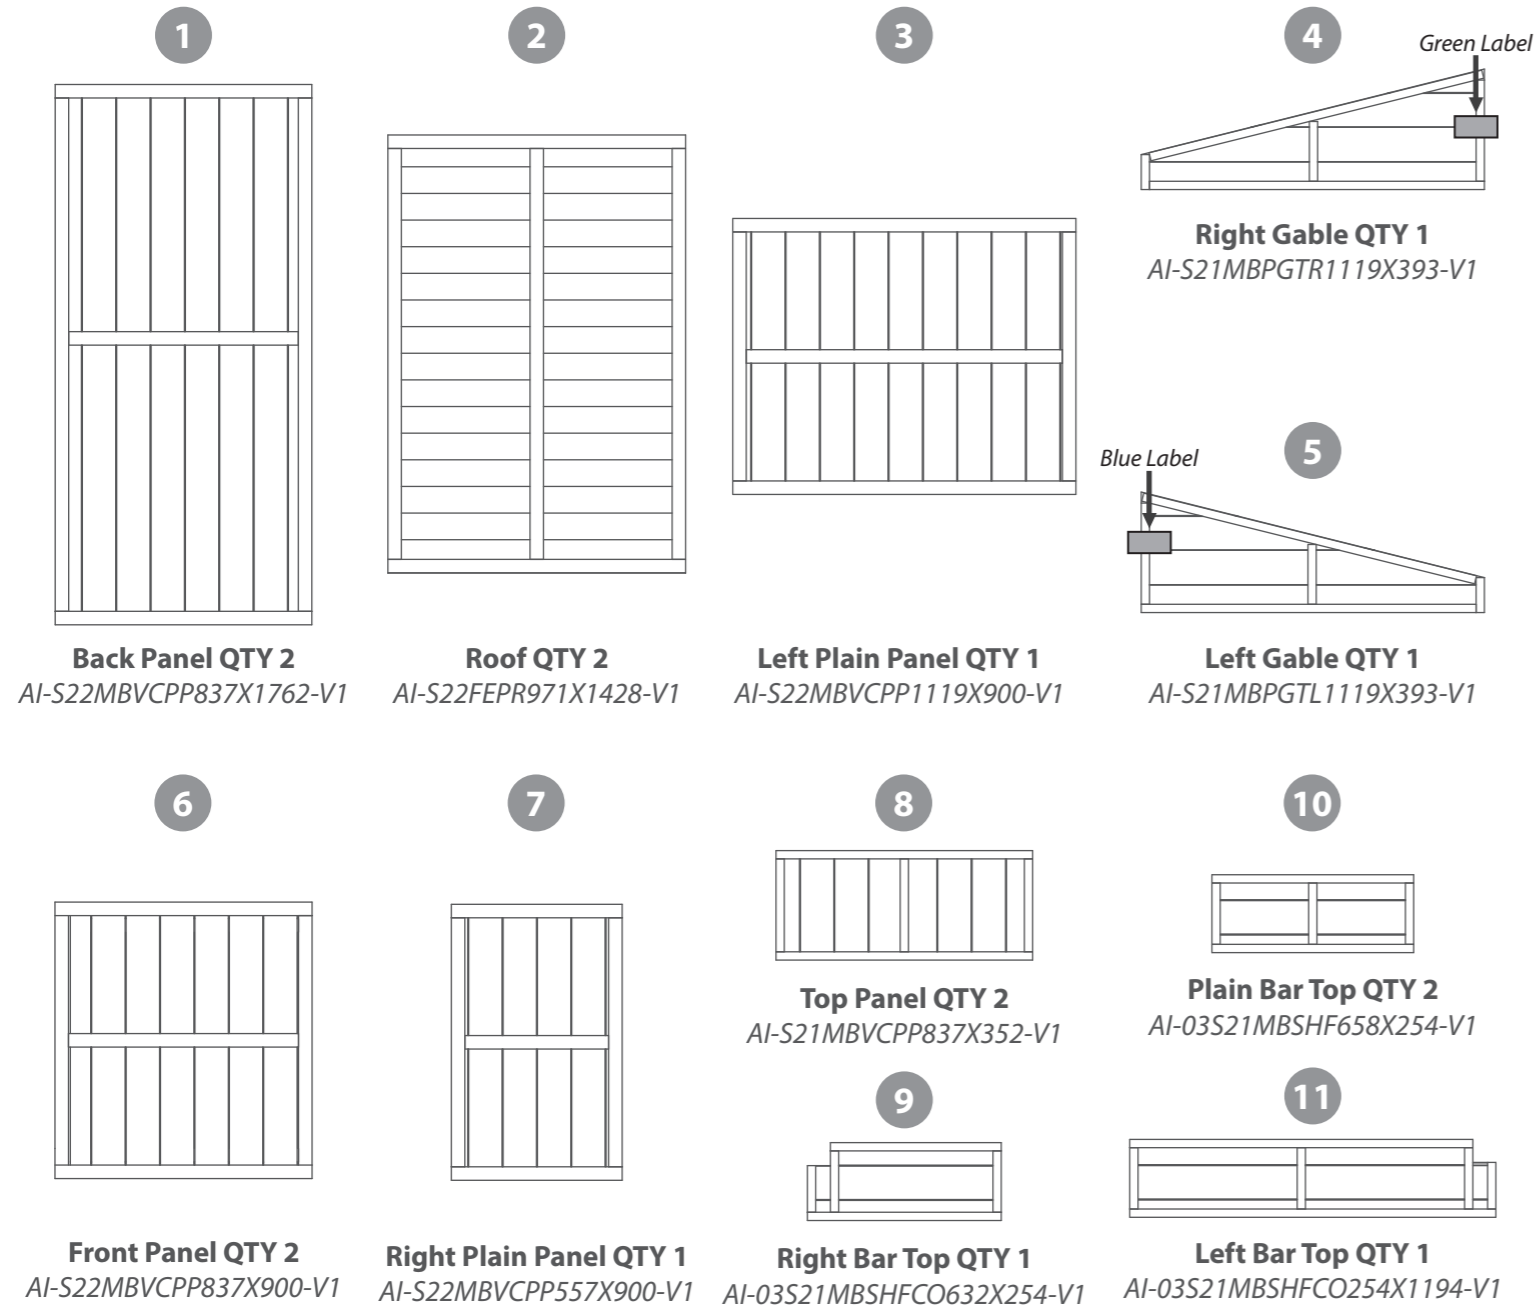 1
2
3
4
Green Label
Right Gable QTY 1
AI-S21MBPGTR1119X393-V1
Blue Label
5
Back Panel QTY 2
AI-S22MBVCPP837X1762-V1
Roof QTY 2
AI-S22FEPR971X1428-V1
Left Plain Panel QTY 1
AI-S22MBVCPP1119X900-V1
Left Gable QTY 1
AI-S21MBPGTL1119X393-V1
6
7
8
10
Top Panel QTY 2
AI-S21MBVCPP837X352-V1
Plain Bar Top QTY 2
AI-03S21MBSHF658X254-V1
9
11
Front Panel QTY 2
AI-S22MBVCPP837X900-V1
Right Plain Panel QTY 1
AI-S22MBVCPP557X900-V1
Right Bar Top QTY 1
AI-03S21MBSHFCO632X254-V1
Left Bar Top QTY 1
AI-03S21MBSHFCO254X1194-V1